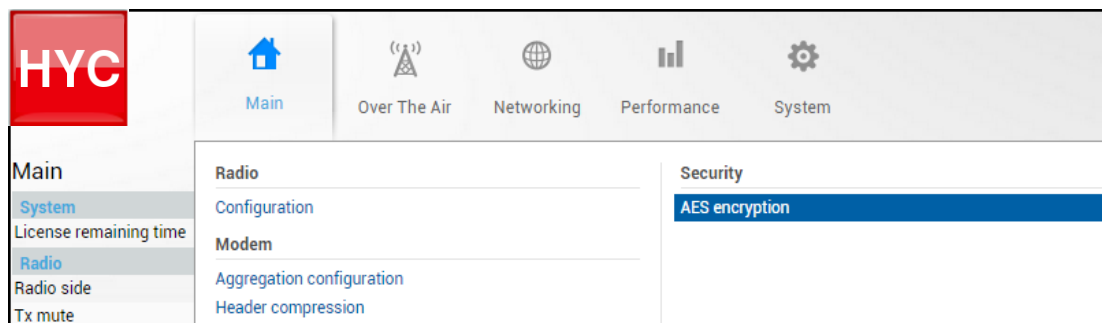 HYC
Main
Over The Air
Networking
Performance
System
Main
System
License remaining time
Radio
Radio side
Tx mute
Radio
Configuration
Modem
Aggregation configuration
Header compression
Security
AES encryption